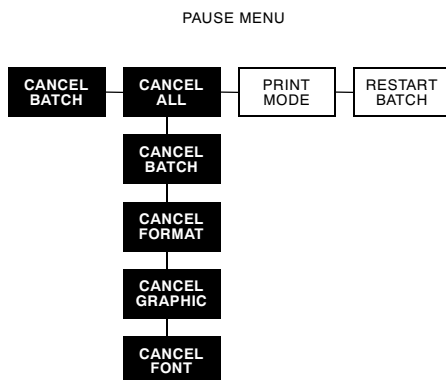 PAUSE MENU
CANCEL
BATCH
CANCEL
ALL
PRINT
MODE
RESTART
BATCH
CANCEL
BATCH
CANCEL
FORMAT
CANCEL
GRAPHIC
CANCEL
FONT